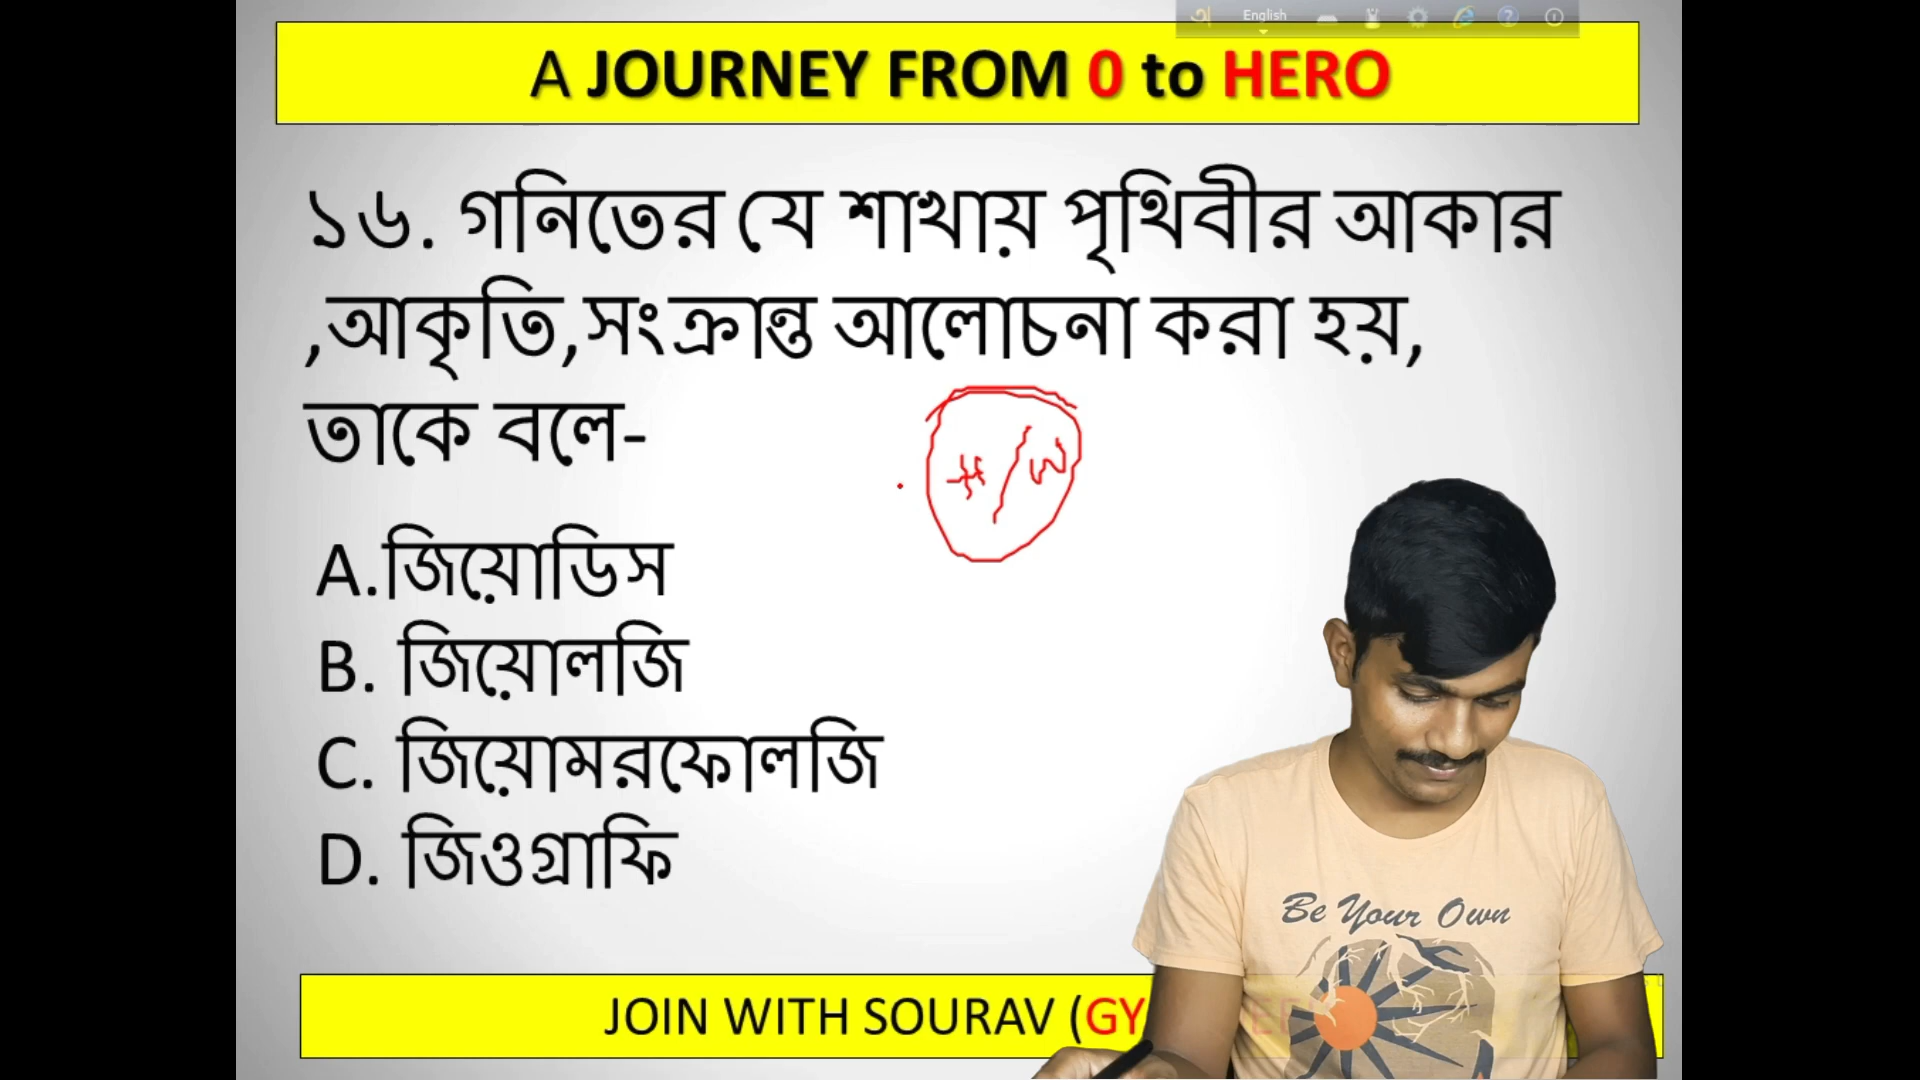 English
A JOURNEY FROM 0 to HERO
১৬. গনিতের যে শাখায় পৃথিবীর আকার
,আকৃতি,সংক্রান্ত আলোচনা করা হয়,
তাকে বলে-
A.জিয়োডিস
B. জিয়োলজি
C. জিয়োমরফোলজি
D. জিওগ্রাফি
Be Your Own
JOIN WITH SOURAV (GY